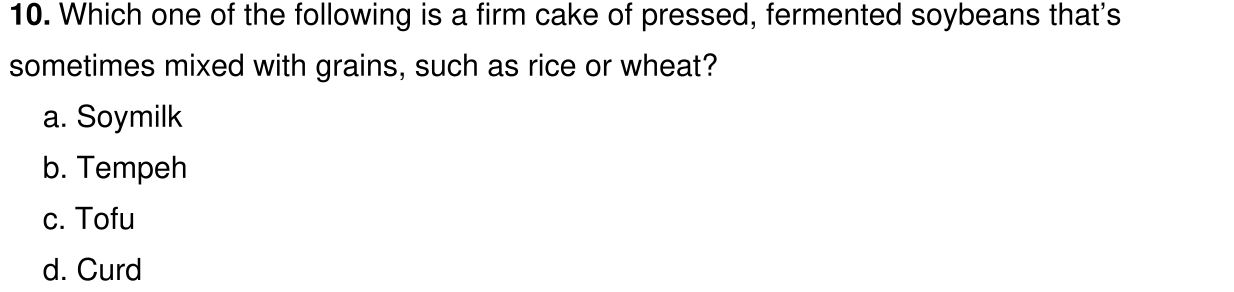 10. Which one of the following is a firm cake of pressed, fermented soybeans that’s
sometimes mixed with grains, such as rice or wheat?
a. Soymilk
b. Tempeh
c. Tofu
d. Curd